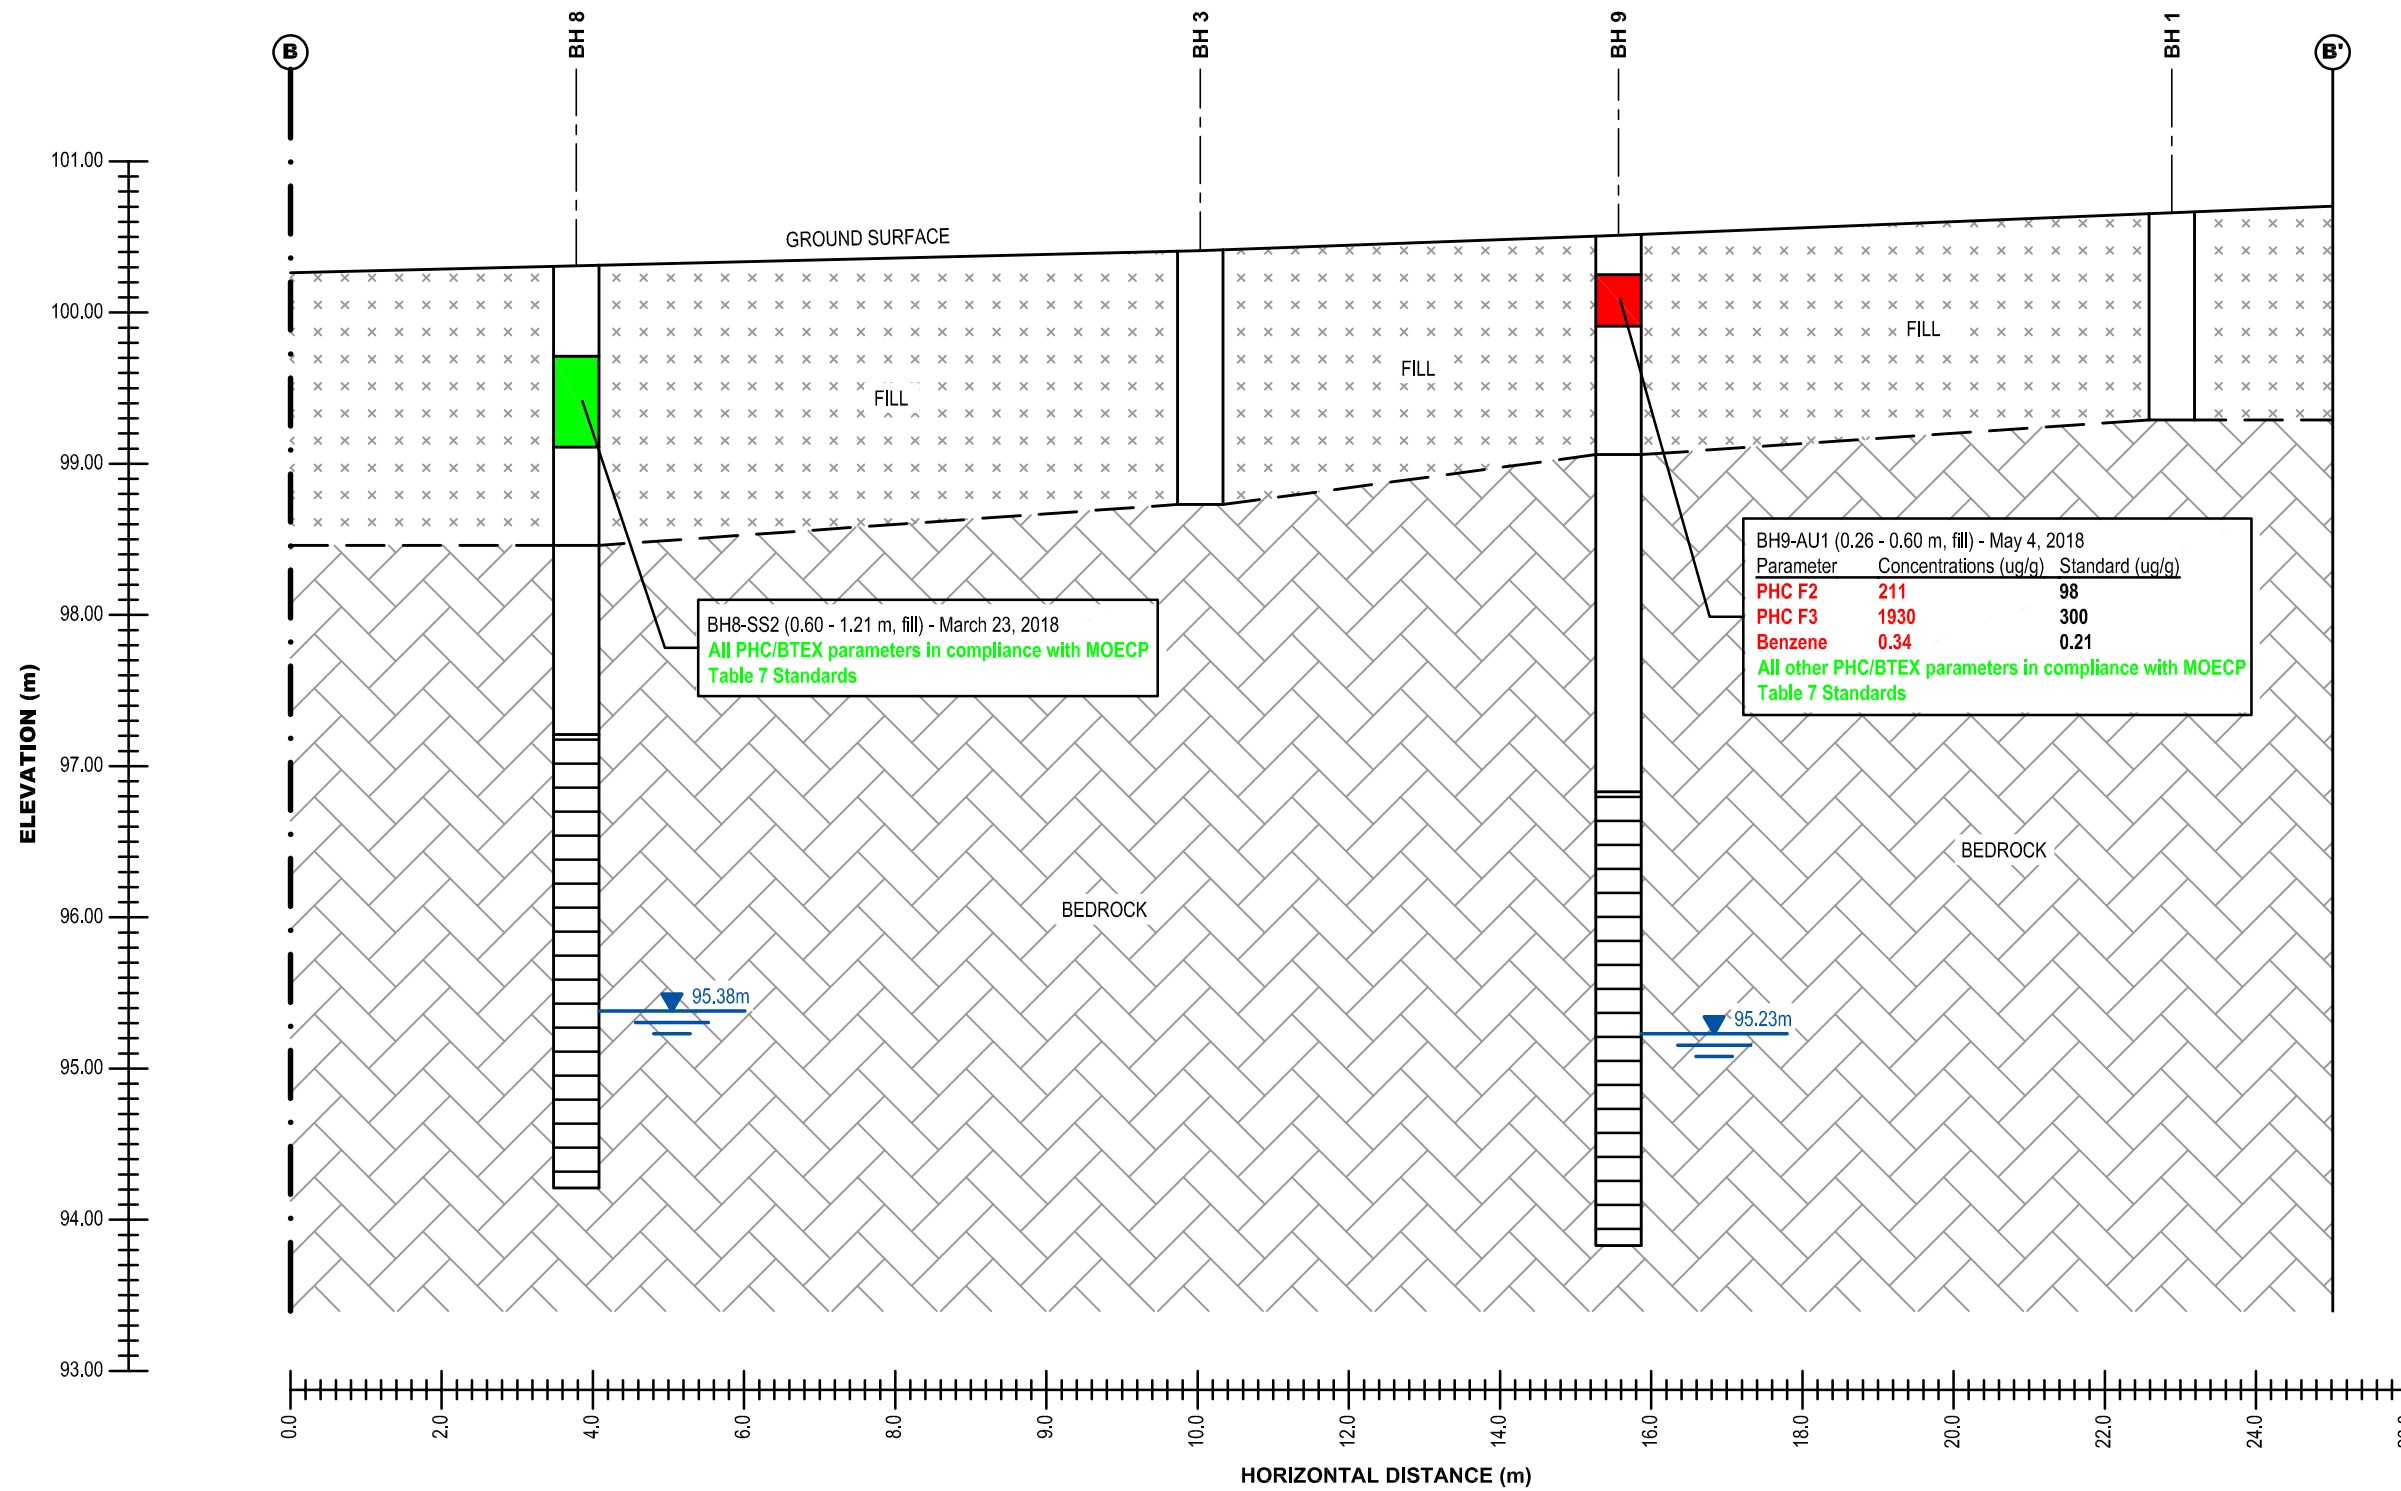 B
BH 8
BH 3
BH 9
BH 1
B'
101.00
100.00
99.00
98.00
97.00
96.00
95.00
94.00
93.00
ELEVATION (m)
GROUND SURFACE
FILL
FILL
FILL
BH8-SS2 (0.60 - 1.21 m, fill) - March 23, 2018
All PHC/BTEX parameters in compliance with MOECP
Table 7 Standards
BH9-AU1 (0.26 - 0.60 m, fill) - May 4, 2018
Parameter Concentrations (ug/g) Standard (ug/g)
PHC F2 211 98
PHC F3 1930 300
Benzene 0.34 0.21
All other PHC/BTEX parameters in compliance with MOECP
Table 7 Standards
BEDROCK
BEDROCK
95.38m
95.23m
0.0 2.0 4.0 6.0 8.0 9.0 10.0 12.0 14.0 16.0 18.0 20.0 22.0 24.0
HORIZONTAL DISTANCE (m)